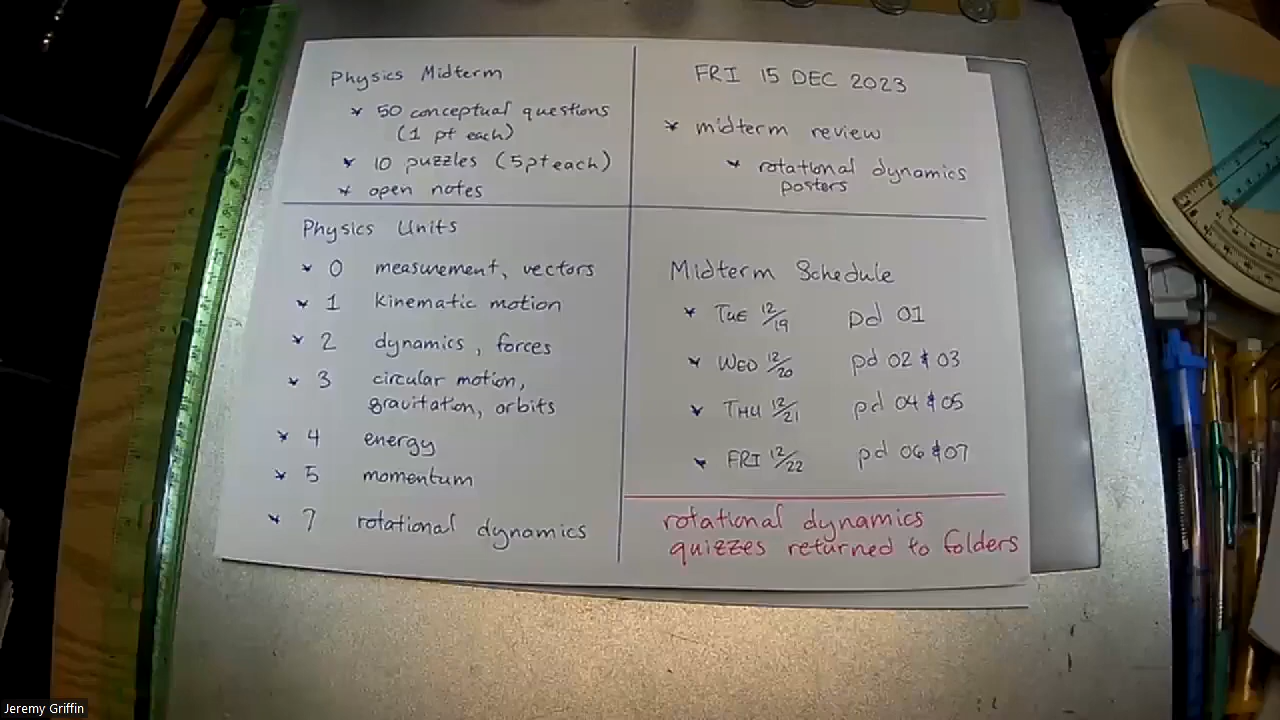 Physics Midterm
* 50 conceptual questions
(1 pt each)
* 10 puzzles (5pt each)
* open notes
FRI 15 DEC 2023
* midterm review
* rotational dynamics
posters
Physics Units
* 0 measurement, vectors
* 1 kinematic motion
* 2 dynamics, forces
* 3 circular motion,
gravitation, orbits
* 4 energy
* 5 momentum
* 7 rotational dynamics
Midterm Schedule
* TUE 12/19 pd 01
* WED 12/20 pd 02 & 03
* THU 12/21 pd 04 & 05
* FRI 12/22 pd 06 & 07
rotational dynamics
quizzes returned to folders
Jeremy Griffin